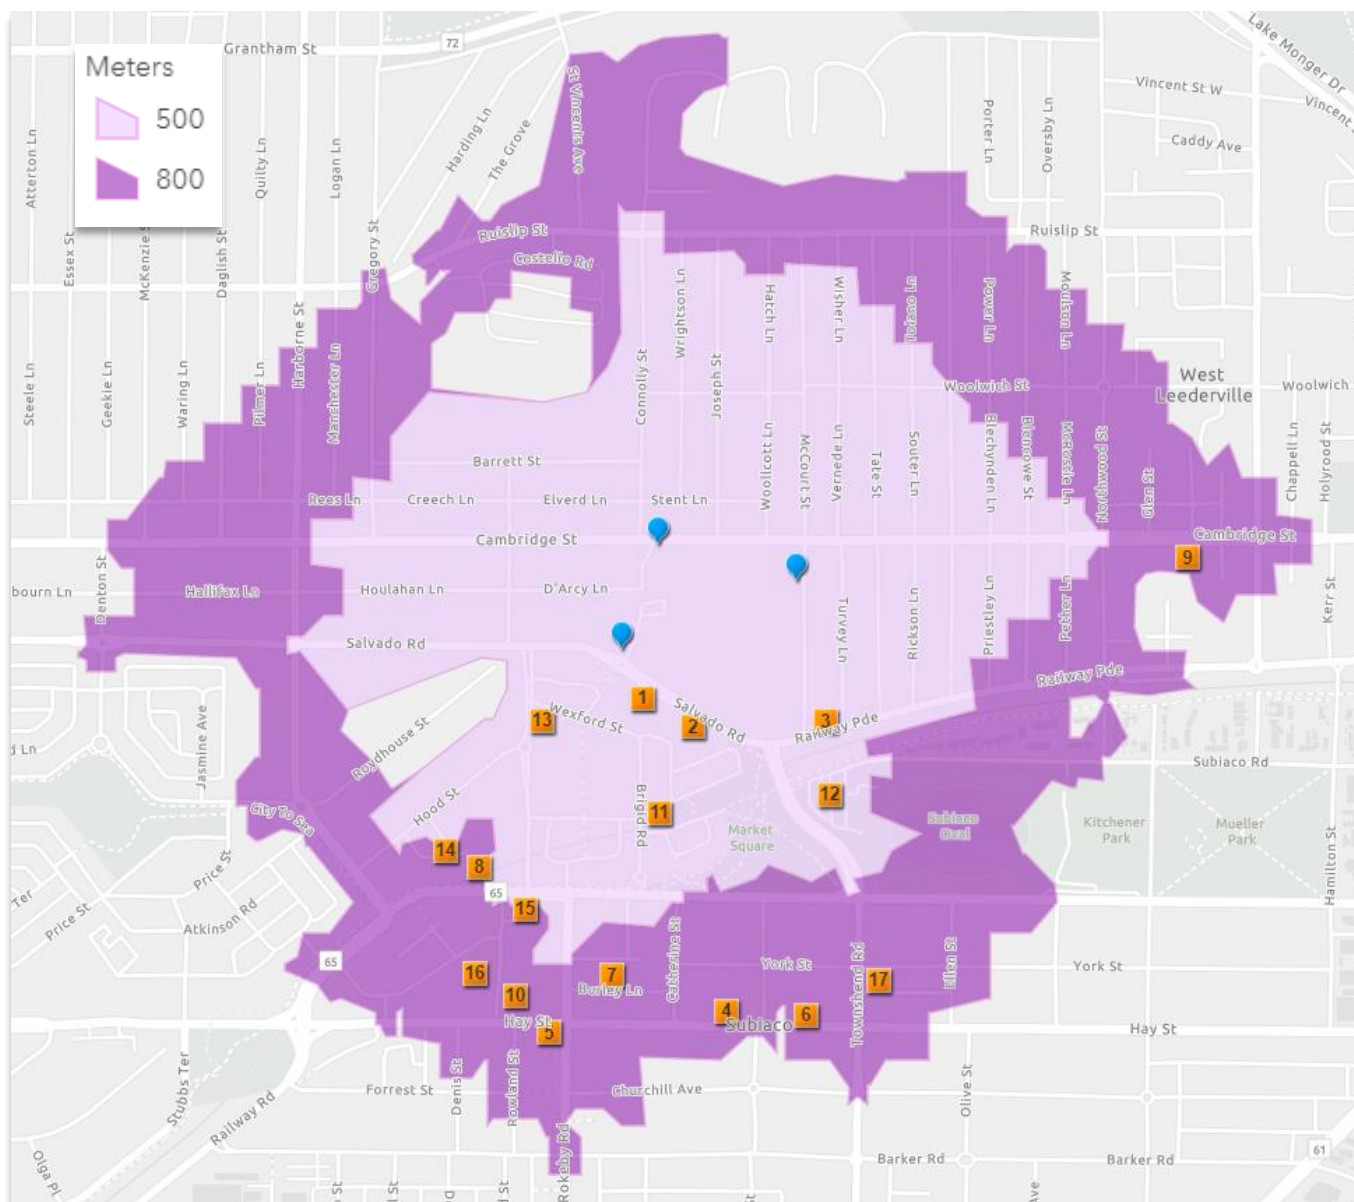 Meters
500
800
Grantham St
72
Lake Monger Dr
Vincent St W
Vincent
Caddy Ave
Atterton Ln
Quilty Ln
Logan Ln
Harding Ln
The Grove
St Vincents Ave
Porter Ln
Oversby Ln
Essex St
McKenzie S
Daglish St
Gregory St
Ruislip St
Ruislip St
Costello Rd
Harborne St
Wrightson Ln
Hatch Ln
Wisher Ln
Tolano Ln
Power Ln
Morison Ln
Steele Ln
Geekie Ln
Waring Ln
Pilmer Ln
Manchester Ln
Connolly St
Joseph St
Woolwich St
West
Leederville
Woolwich
Barrett St
Woollcott Ln
McCourt St
Vernedew Ln
Tate St
Souter Ln
Blechynden Ln
Blencowe St
McRostie Ln
Northwood St
Glen St
Chappell Ln
Holyrood St
Rees Ln
Creech Ln
Elverd Ln
Stent Ln
Cambridge St
Cambridge St
9
bourn Ln
Denton St
Hallifax Ln
Houlahan Ln
D'Arcy Ln
Turvey Ln
Rickson Ln
Priestley Ln
Pether Ln
Kerr St
Salvado Rd
Railway Pde
1
13
Wexford St
2
Salvado Rd
3
Railway Pde
Jasmine Ave
d Ln
Roydhouse St
Subiaco Rd
Hood St
Brigid Rd
11
12
City To Sea
Market
Square
Subiaco
Oval
Kitchener
Park
Mueller
Park
14
8
Price St
65
Hamilton St
Ter
Price St
Atkinson Rd
15
65
16
10
7
Burley Ln
Catherine St
York St
Townshend Rd
17
Ellen St
York St
Hay St
5
4
Subiaco
6
Hay St
Stubbs Ter
Railway Rd
Forrest St
Denis St
Rowland St
Churchill Ave
Olive St
Rokeby Rd
Barker Rd
Barker Rd
61
Olga Pl